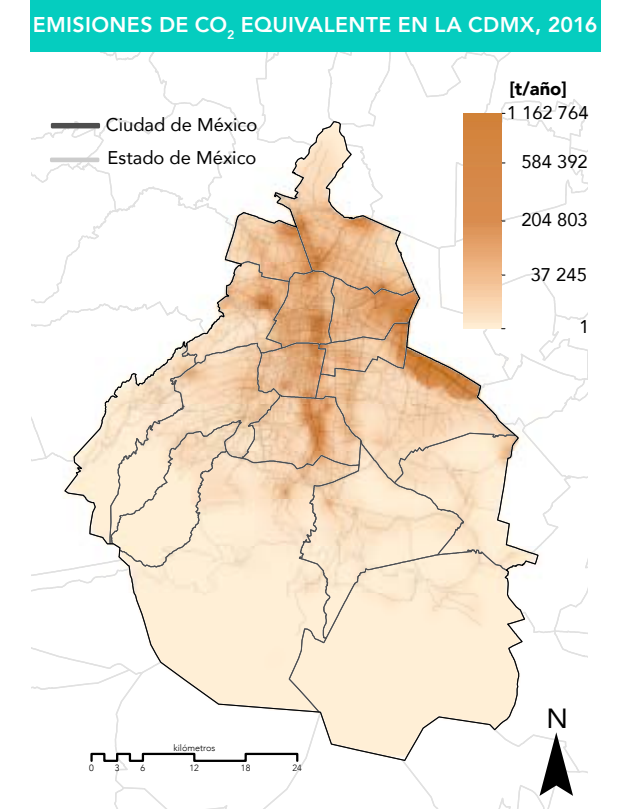 EMISIONES DE CO2 EQUIVALENTE EN LA CDMX, 2016
[t/año]
Ciudad de México
Estado de México
1 162 764
584 392
204 803
37 245
1
N
kilómetros
0 3 6 12 18 24